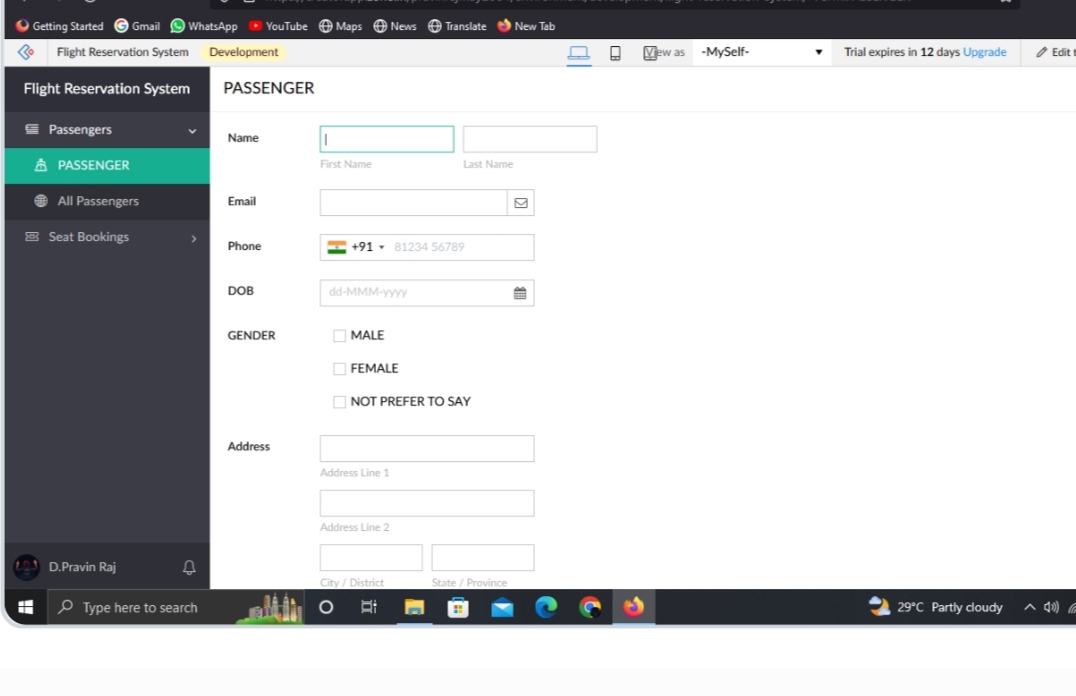 Getting Started Gmail WhatsApp YouTube Maps News Translate New Tab
Flight Reservation System Development View as -MySelf- Trial expires in 12 days Upgrade Edit
Flight Reservation System
PASSENGER
Passengers
PASSENGER
All Passengers
Seat Bookings
Name
First Name Last Name
Email
Phone +91 81234 56789
DOB dd-MMM-yyyy
GENDER MALE
FEMALE
NOT PREFER TO SAY
Address
Address Line 1
Address Line 2
City / District State / Province
D.Pravin Raj
Type here to search 29°C Partly cloudy